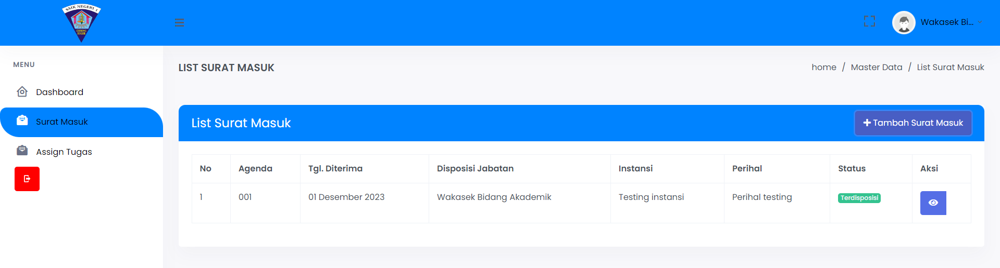 SMK NEGERI 1
CIBINONG
BOGOR
Wakasek Bi...
MENU
Dashboard
Surat Masuk
Assign Tugas
LIST SURAT MASUK
home / Master Data / List Surat Masuk
List Surat Masuk
Tambah Surat Masuk
No Agenda Tgl. Diterima Disposisi Jabatan Instansi Perihal Status Aksi
1 001 01 Desember 2023 Wakasek Bidang Akademik Testing instansi Perihal testing Terdisposisi